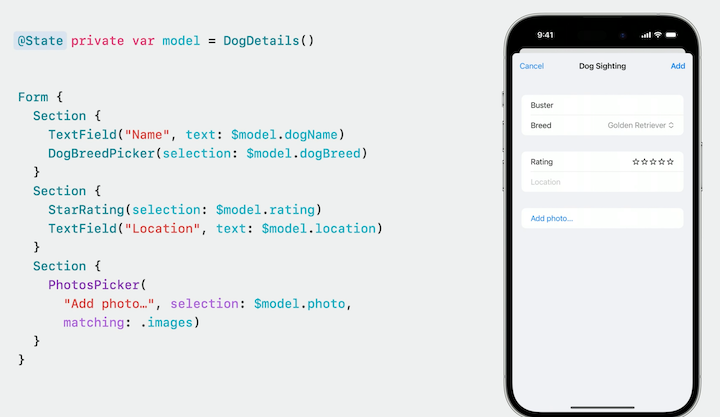 @State private var model = DogDetails()
Form {
Section {
TextField("Name", text: $model.dogName)
DogBreedPicker(selection: $model.dogBreed)
}
Section {
StarRating(selection: $model.rating)
TextField("Location", text: $model.location)
}
Section {
PhotosPicker(
"Add photo…", selection: $model.photo,
matching: .images)
}
}
9:41
Cancel Dog Sighting Add
Buster
Breed Golden Retriever
Rating
Location
Add photo...